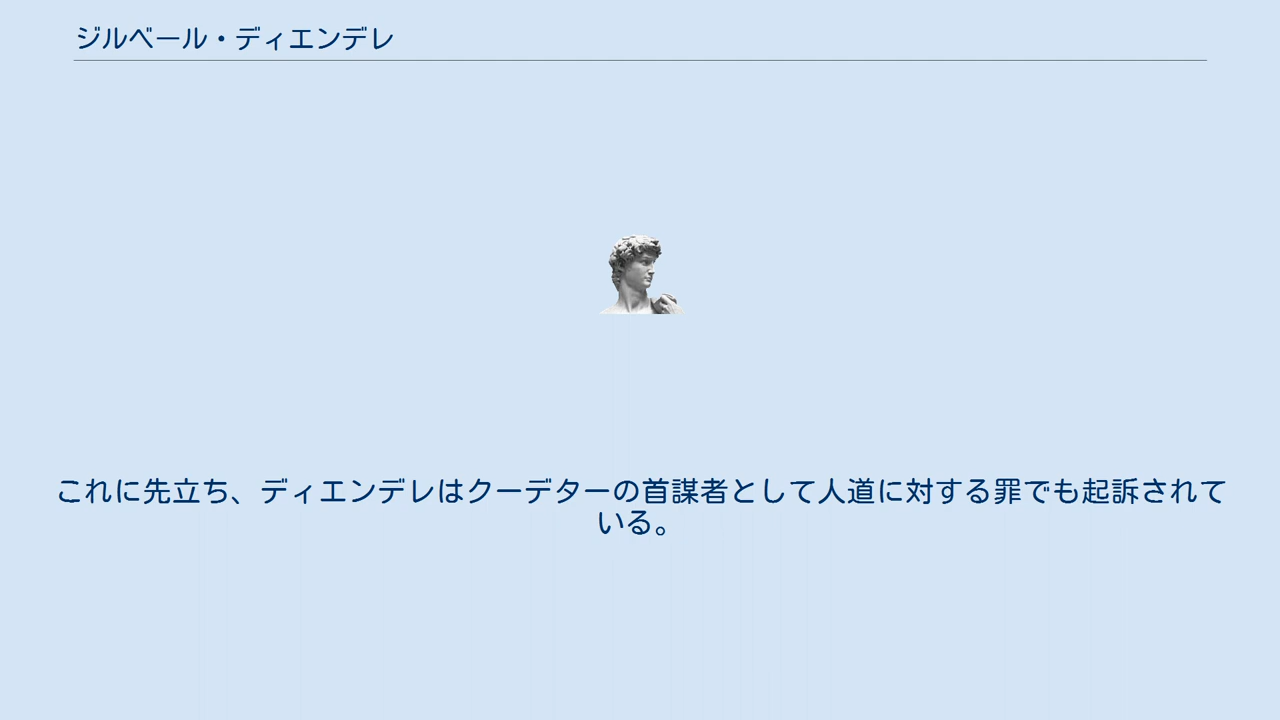 ジルベール・ディエンデレ
これに先立ち、ディエンデレはクーデターの首謀者として人道に対する罪でも起訴されて
いる。